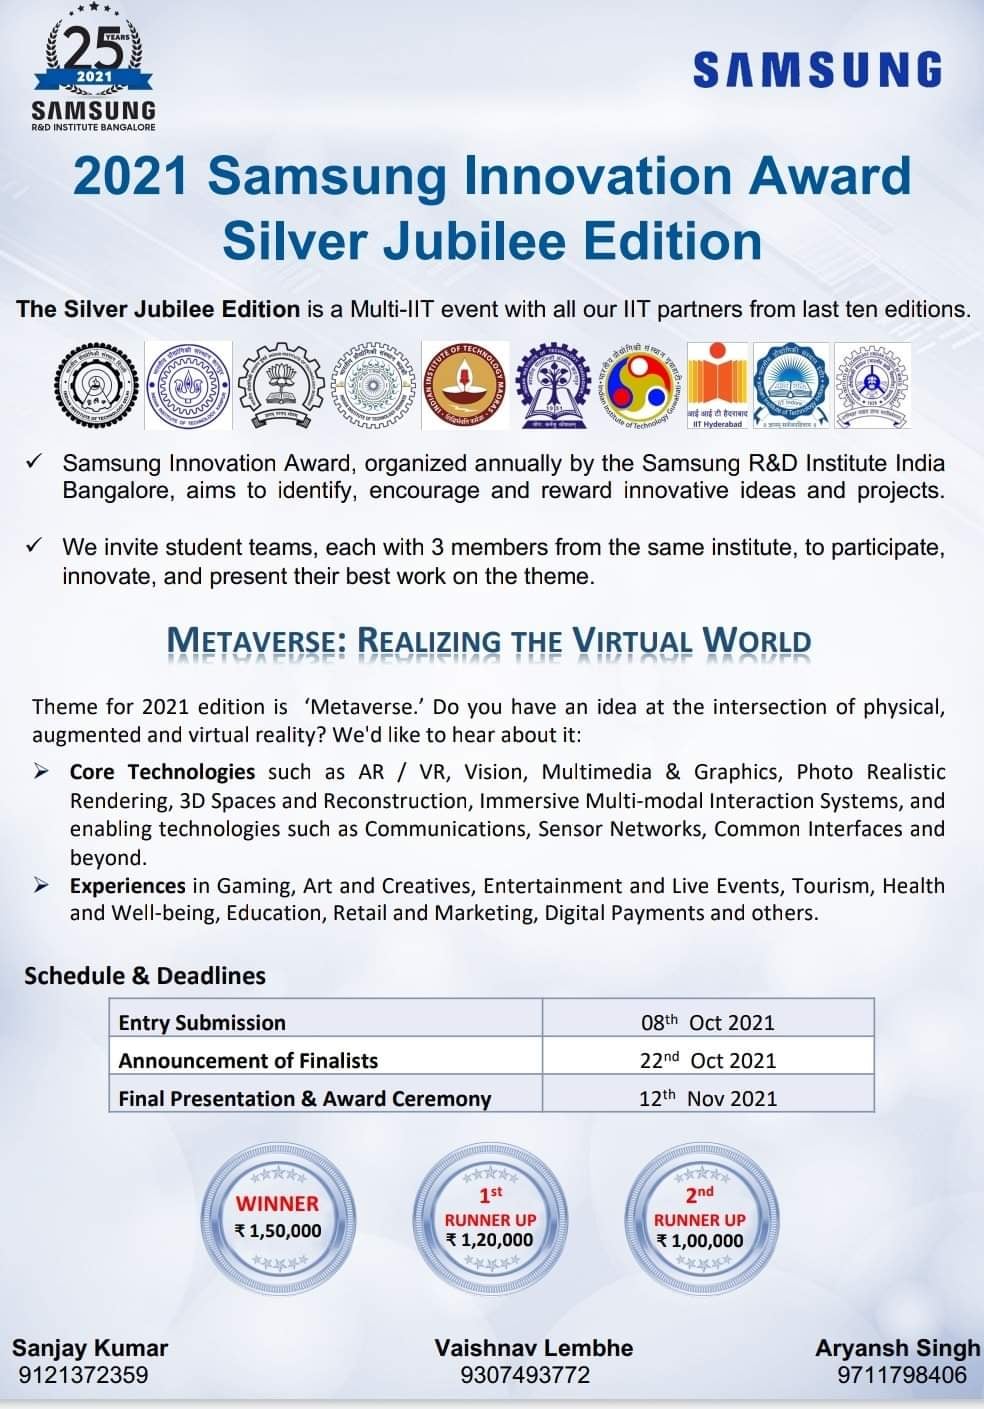 25
YEARS
2021
SAMSUNG
R&D INSTITUTE BANGALORE
SAMSUNG
2021 Samsung Innovation Award
Silver Jubilee Edition
The Silver Jubilee Edition is a Multi-IIT event with all our IIT partners from last ten editions.
INDIAN INSTITUTE OF TECHNOLOGY MADRAS
1951
आई आई टी हैदराबाद
IIT Hyderabad
✓ Samsung Innovation Award, organized annually by the Samsung R&D Institute India
Bangalore, aims to identify, encourage and reward innovative ideas and projects.
✓ We invite student teams, each with 3 members from the same institute, to participate,
innovate, and present their best work on the theme.
METAVERSE: REALIZING THE VIRTUAL WORLD
Theme for 2021 edition is ‘Metaverse.’ Do you have an idea at the intersection of physical,
augmented and virtual reality? We'd like to hear about it:
➢ Core Technologies such as AR / VR, Vision, Multimedia & Graphics, Photo Realistic
Rendering, 3D Spaces and Reconstruction, Immersive Multi-modal Interaction Systems, and
enabling technologies such as Communications, Sensor Networks, Common Interfaces and
beyond.
➢ Experiences in Gaming, Art and Creatives, Entertainment and Live Events, Tourism, Health
and Well-being, Education, Retail and Marketing, Digital Payments and others.
Schedule & Deadlines
Entry Submission 08th Oct 2021
Announcement of Finalists 22nd Oct 2021
Final Presentation & Award Ceremony 12th Nov 2021
WINNER
₹ 1,50,000
1st
RUNNER UP
₹ 1,20,000
2nd
RUNNER UP
₹ 1,00,000
Sanjay Kumar
9121372359
Vaishnav Lembhe
9307493772
Aryansh Singh
9711798406